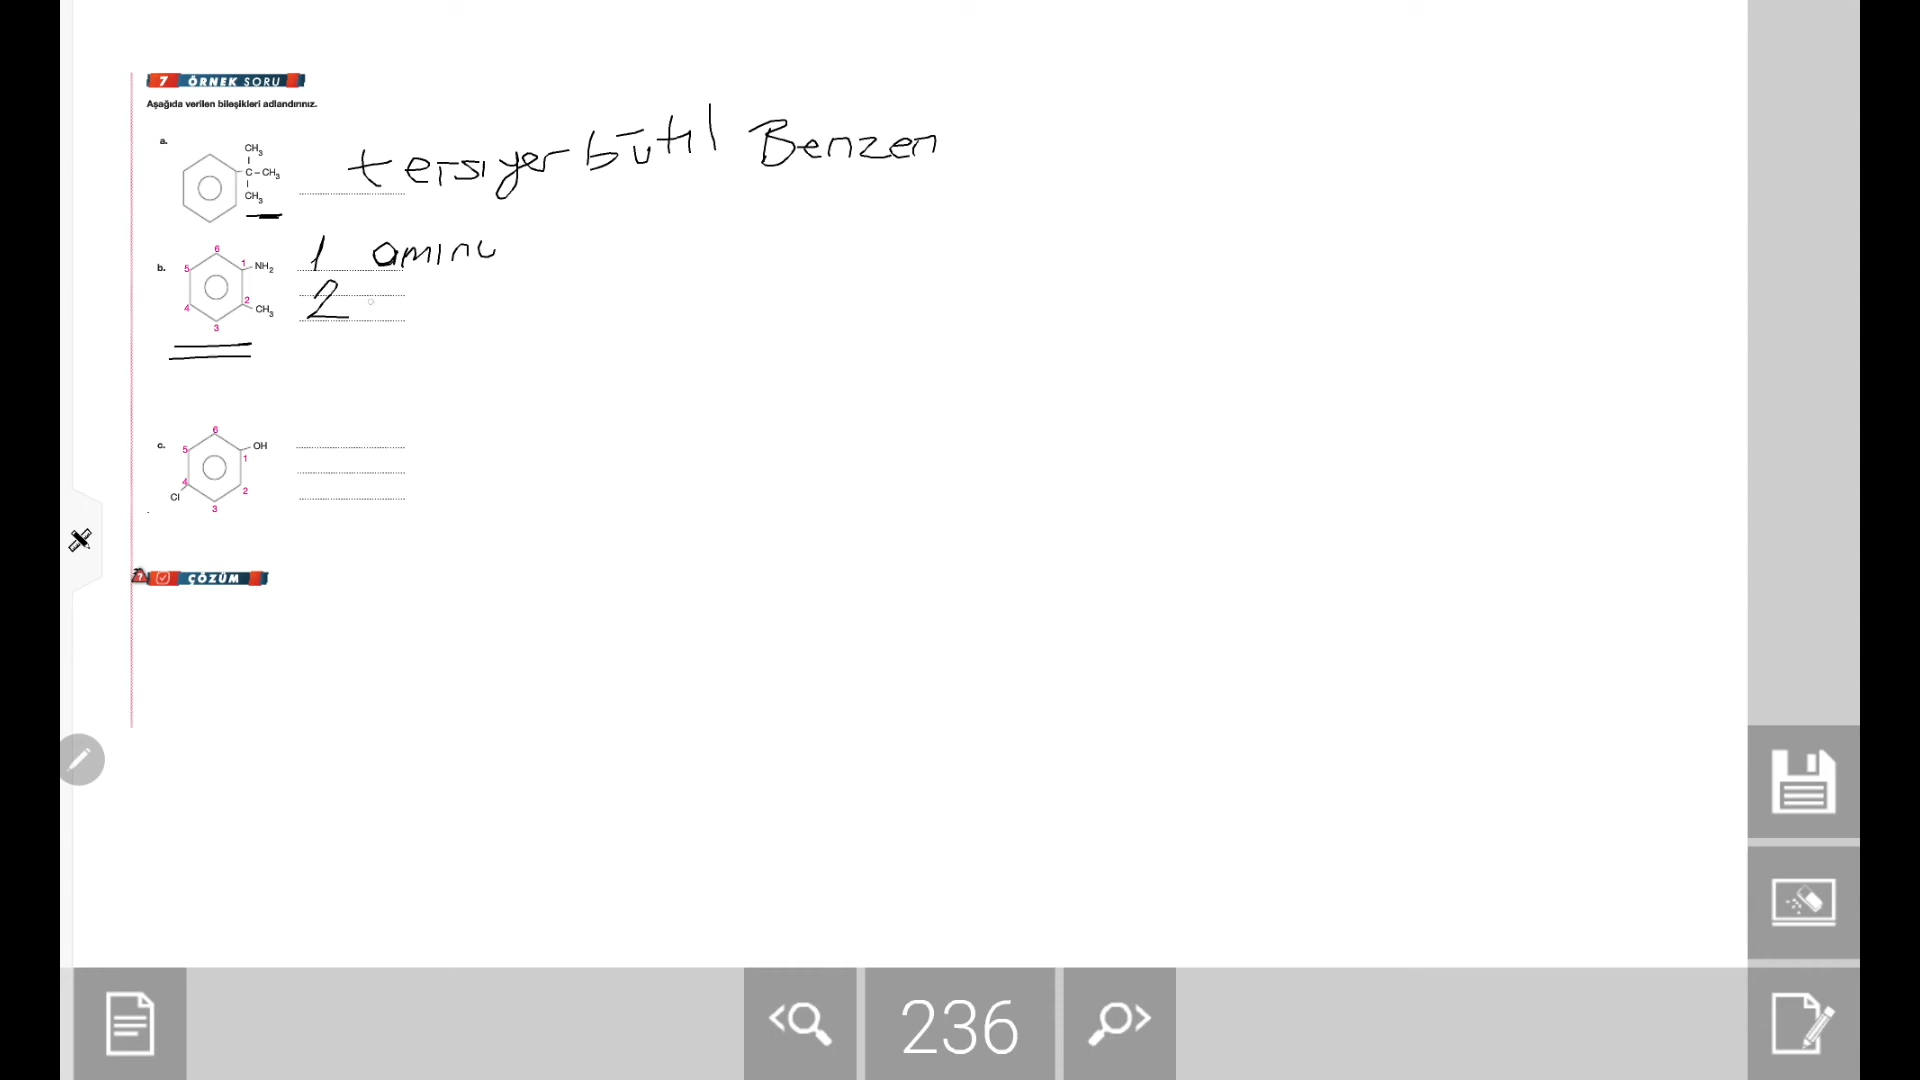 7 ÖRNEK SORU
Aşağıda verilen bileşikleri adlandırınız.
a.
CH3
C–CH3
CH3
tersiyer bütil Benzen
b.
6
5
1
NH2
4
2
CH3
3
1 amino
2
c.
6
5
OH
1
4
Cl
2
3
ÇÖZÜM
236